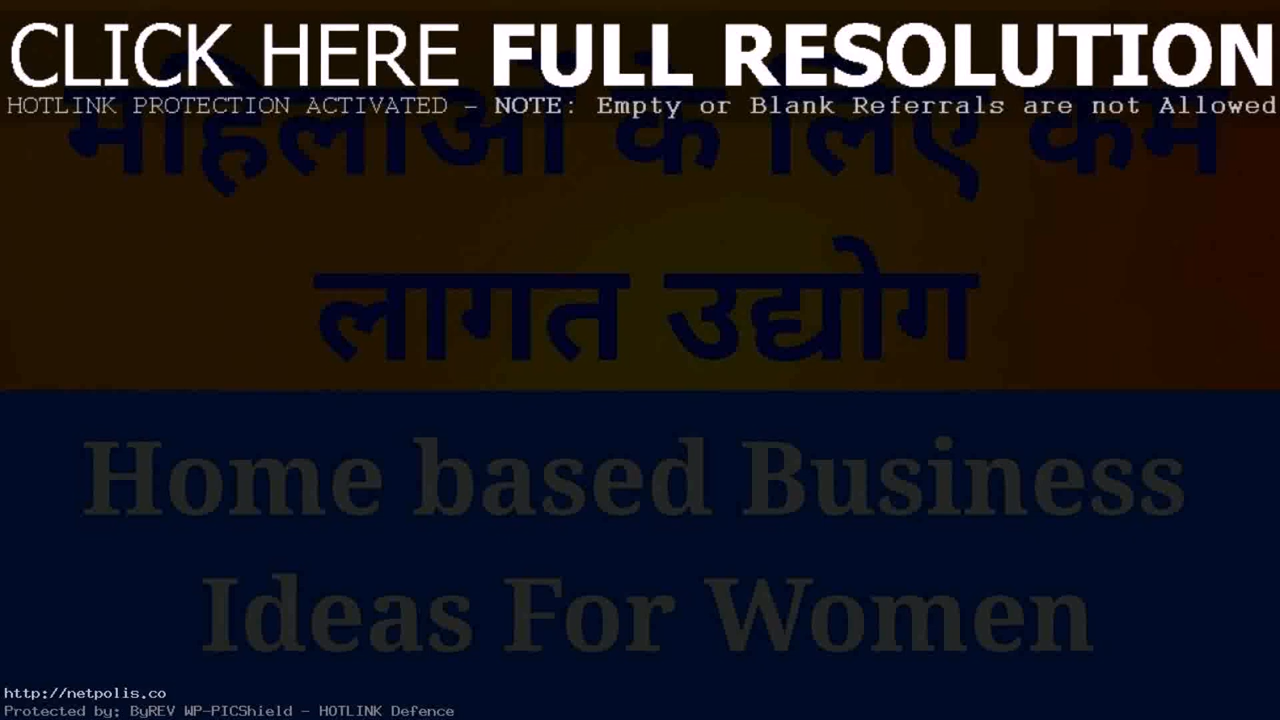 CLICK HERE FULL RESOLUTION
HOTLINK PROTECTION ACTIVATED - NOTE: Empty or Blank Referrals are not Allowed
महिलाओं के लिए कम
लागत उद्योग
Home based Business
Ideas For Women
http://netpolis.co
Protected by: ByREV WP-PICShield - HOTLINK Defence